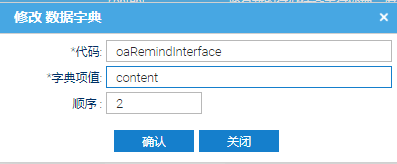 修改 数据字典 ×
*代码: oaRemindInterface
*字典项值: content
顺序 : 2
确认 关闭